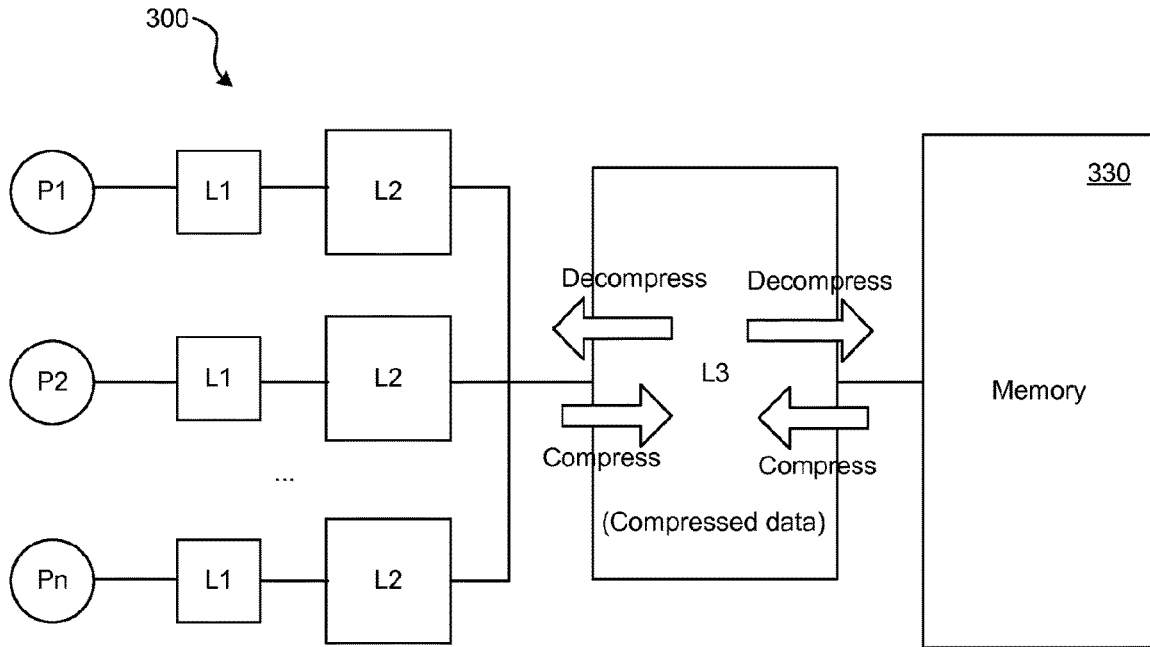 300
P1
L1
L2
330
Decompress
Decompress
P2
L1
L2
L3
Memory
Compress
Compress
...
(Compressed data)
Pn
L1
L2